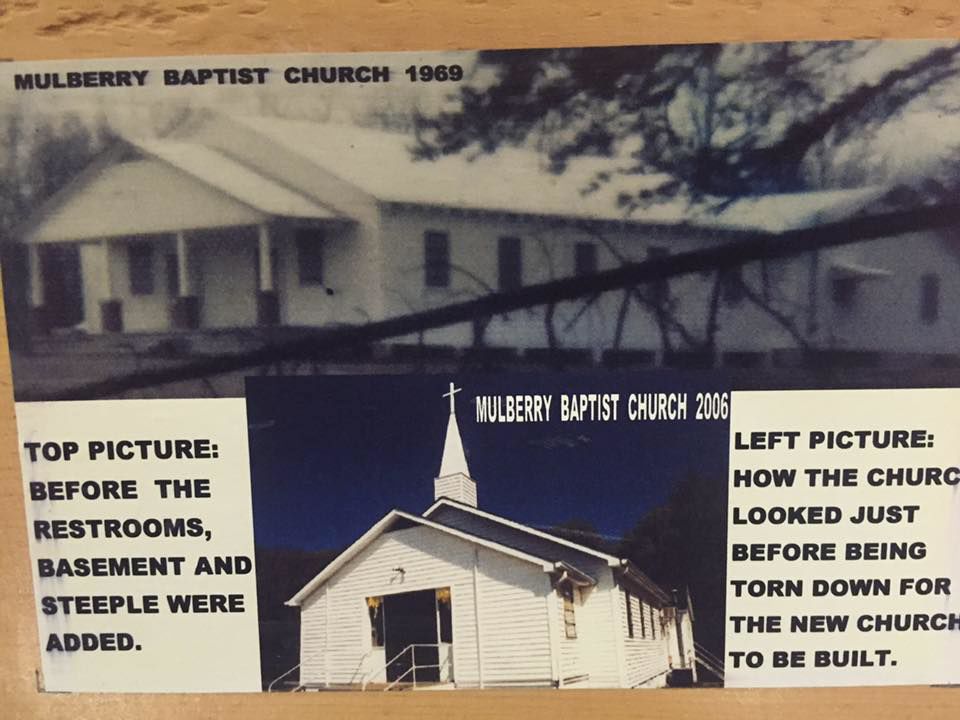 MULBERRY BAPTIST CHURCH 1969
MULBERRY BAPTIST CHURCH 2006
TOP PICTURE:
BEFORE THE
RESTROOMS,
BASEMENT AND
STEEPLE WERE
ADDED.
LEFT PICTURE:
HOW THE CHURC
LOOKED JUST
BEFORE BEING
TORN DOWN FOR
THE NEW CHURCH
TO BE BUILT.